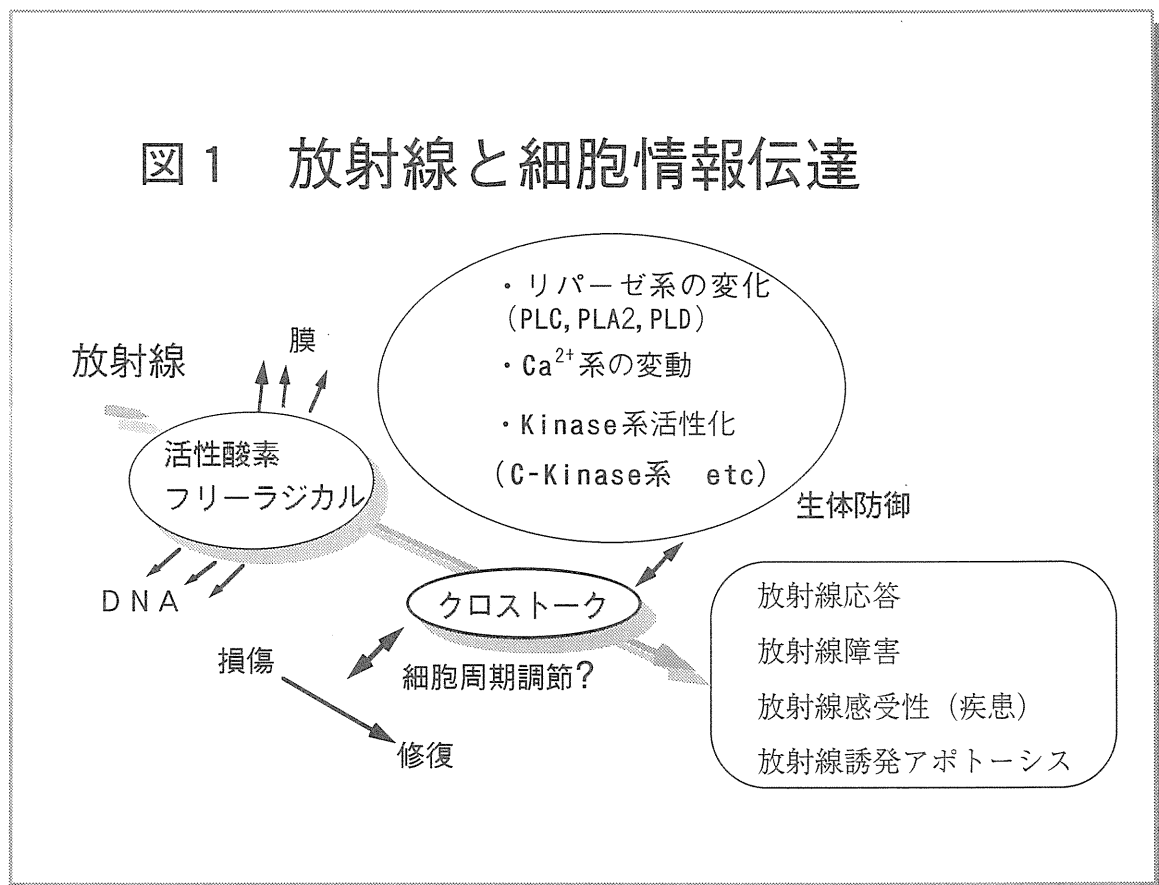 図1 放射線と細胞情報伝達
・リパーゼ系の変化
(PLC, PLA2, PLD)
・Ca²⁺系の変動
・Kinase系活性化
(C-Kinase系 etc)
膜
放射線
活性酸素
フリーラジカル
生体防御
DNA
クロストーク
損傷
細胞周期調節?
修復
放射線応答
放射線障害
放射線感受性(疾患)
放射線誘発アポトーシス